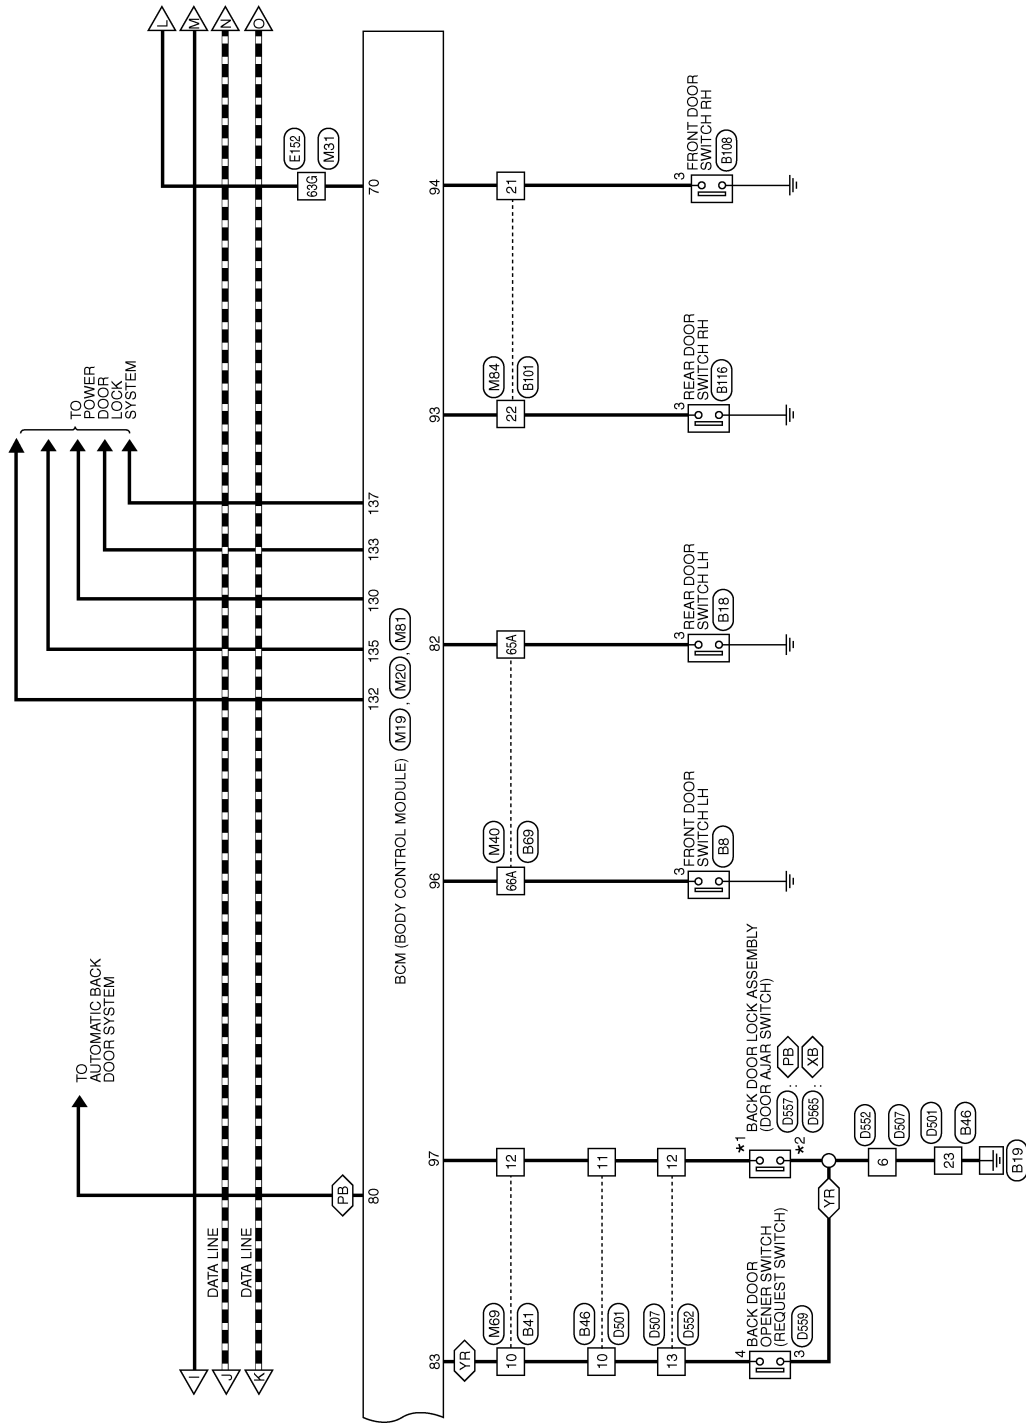 L
M
N
O
E152
M31
63G
70
94
21
3
FRONT DOOR
SWITCH RH
B108
TO
POWER
DOOR
LOCK
SYSTEM
M84
B101
93
22
3
REAR DOOR
SWITCH RH
B116
137
133
130
135
132
BCM (BODY CONTROL MODULE) M19 , M20 , M81
82
65A
3
REAR DOOR
SWITCH LH
B18
M40
B69
96
66A
3
FRONT DOOR
SWITCH LH
B8
TO
AUTOMATIC BACK
DOOR SYSTEM
PB
80
97
12
11
12
*1
*2
BACK DOOR LOCK ASSEMBLY
(DOOR AJAR SWITCH)
D557 : PB
D565 : XB
D552
D507
6
D501
B46
23
B19
DATA LINE
DATA LINE
I
J
K
83
YR
M69
B41
10
B46
D501
10
D507
D552
13
4
3
BACK DOOR
OPENER SWITCH
(REQUEST SWITCH)
D559
YR